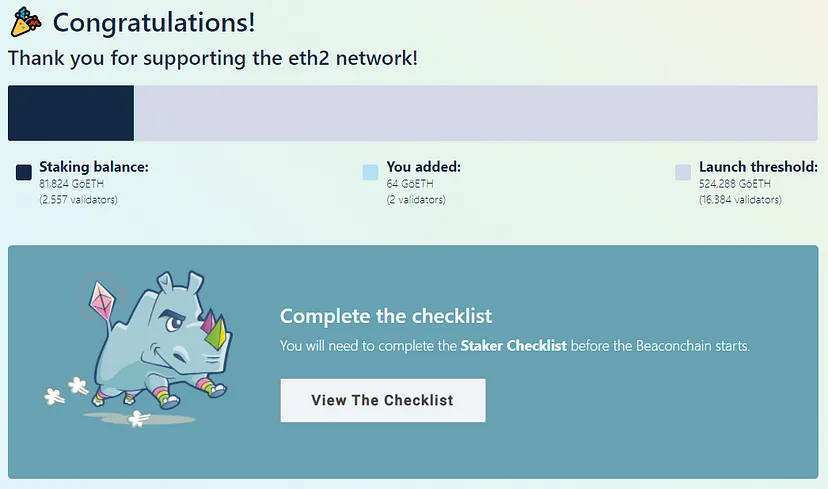 Congratulations!
Thank you for supporting the eth2 network!
Staking balance:
81.824 GöETH
(2.557 validators)
You added:
64 GöETH
(2 validators)
Launch threshold:
524.288 GöETH
(16.384 validators)
Complete the checklist
You will need to complete the Staker Checklist before the Beaconchain starts.
View The Checklist